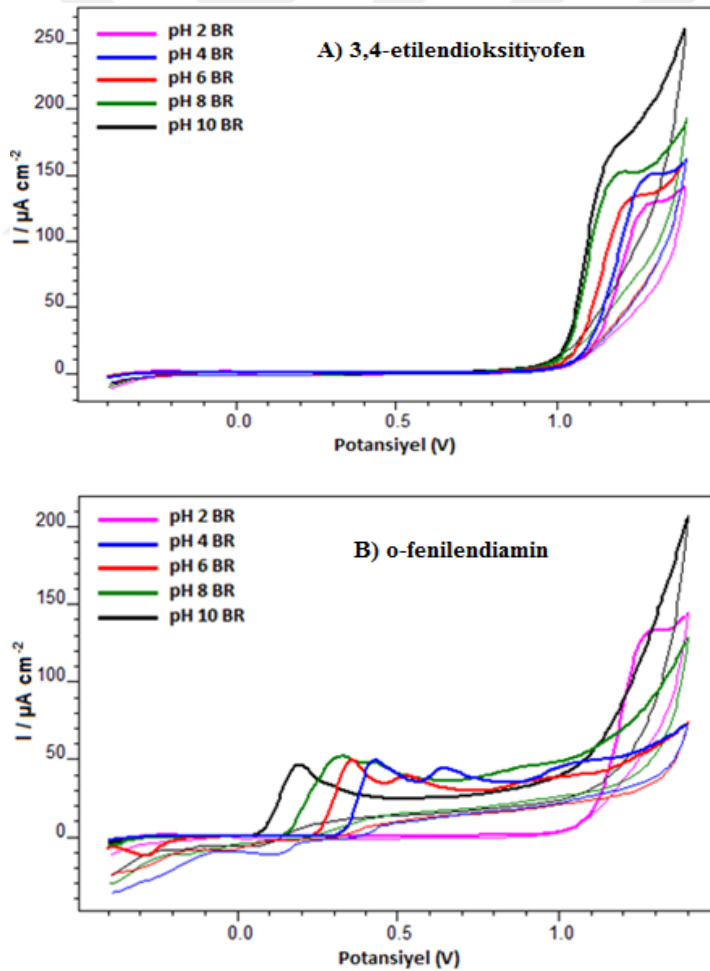 A) 3,4-etilendioksitiyofen
pH 2 BR
pH 4 BR
pH 6 BR
pH 8 BR
pH 10 BR
I / µA cm-2
250
200
150
100
50
0
0.0 0.5 1.0
Potansiyel (V)
B) o-fenilendiamin
pH 2 BR
pH 4 BR
pH 6 BR
pH 8 BR
pH 10 BR
I / µA cm-2
200
150
100
50
0
0.0 0.5 1.0
Potansiyel (V)